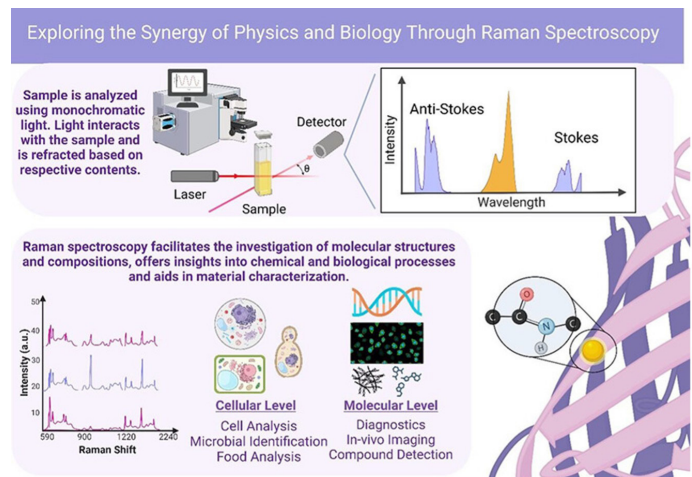 Exploring the Synergy of Physics and Biology Through Raman Spectroscopy
Sample is analyzed
using monochromatic
light. Light interacts
with the sample and
is refracted based on
respective contents.
Detector
θ
Laser
Sample
Intensity
Anti-Stokes
Stokes
Wavelength
Raman spectroscopy facilitates the investigation of molecular structures
and compositions, offers insights into chemical and biological processes
and aids in material characterization.
Intensity (a.u.)
50
40
30
20
10
590 900 1220 2240
Raman Shift
Cellular Level
Cell Analysis
Microbial Identification
Food Analysis
Molecular Level
Diagnostics
In-vivo Imaging
Compound Detection
O
C C N C
H